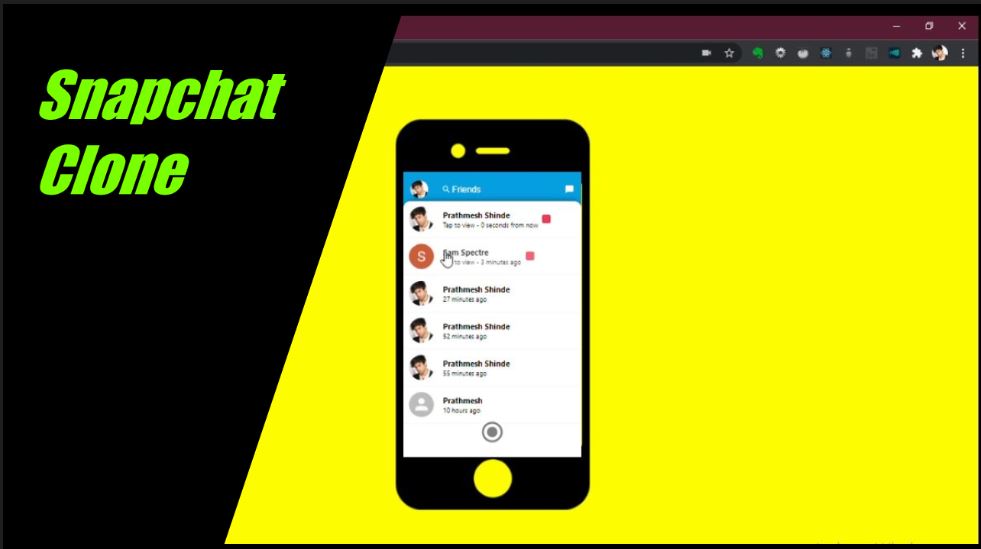 Snapchat
Clone
Friends
Prathmesh Shinde
Tap to view - 0 seconds from now
S
Sam Spectre
to view - 3 minutes ago
Prathmesh Shinde
27 minutes ago
Prathmesh Shinde
52 minutes ago
Prathmesh Shinde
55 minutes ago
Prathmesh
10 hours ago